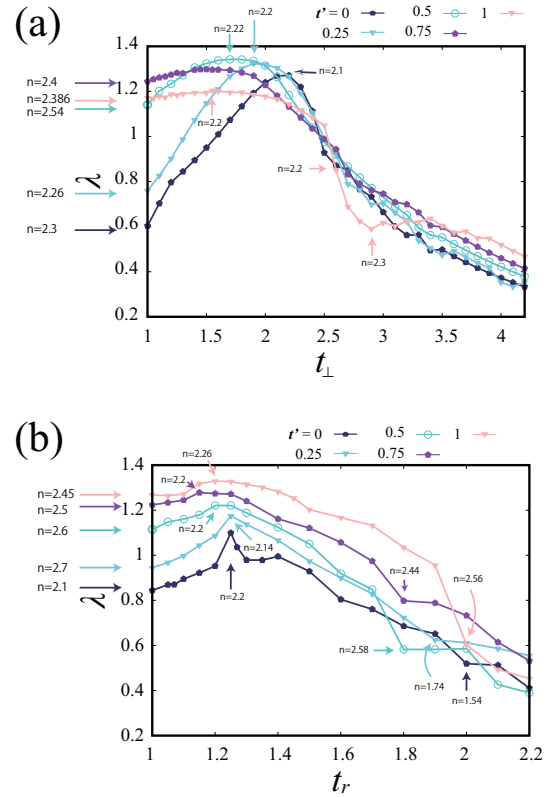 (a)
t' = 0 0.5 1
0.25 0.75
n=2.22
n=2.2
n=2.1
n=2.4
n=2.386
n=2.54
n=2.2
n=2.2
n=2.26
n=2.3
n=2.3
λ
1.4
1.2
1
0.8
0.6
0.4
0.2
1 1.5 2 2.5 3 3.5 4
t⊥
(b)
t' = 0 0.5 1
0.25 0.75
n=2.26
n=2.2
n=2.45
n=2.5
n=2.6
n=2.2
n=2.14
n=2.7
n=2.44
n=2.56
n=2.1
n=2.2
n=2.58
n=1.74
n=1.54
λ
1.4
1.2
1
0.8
0.6
0.4
0.2
1 1.2 1.4 1.6 1.8 2 2.2
tr